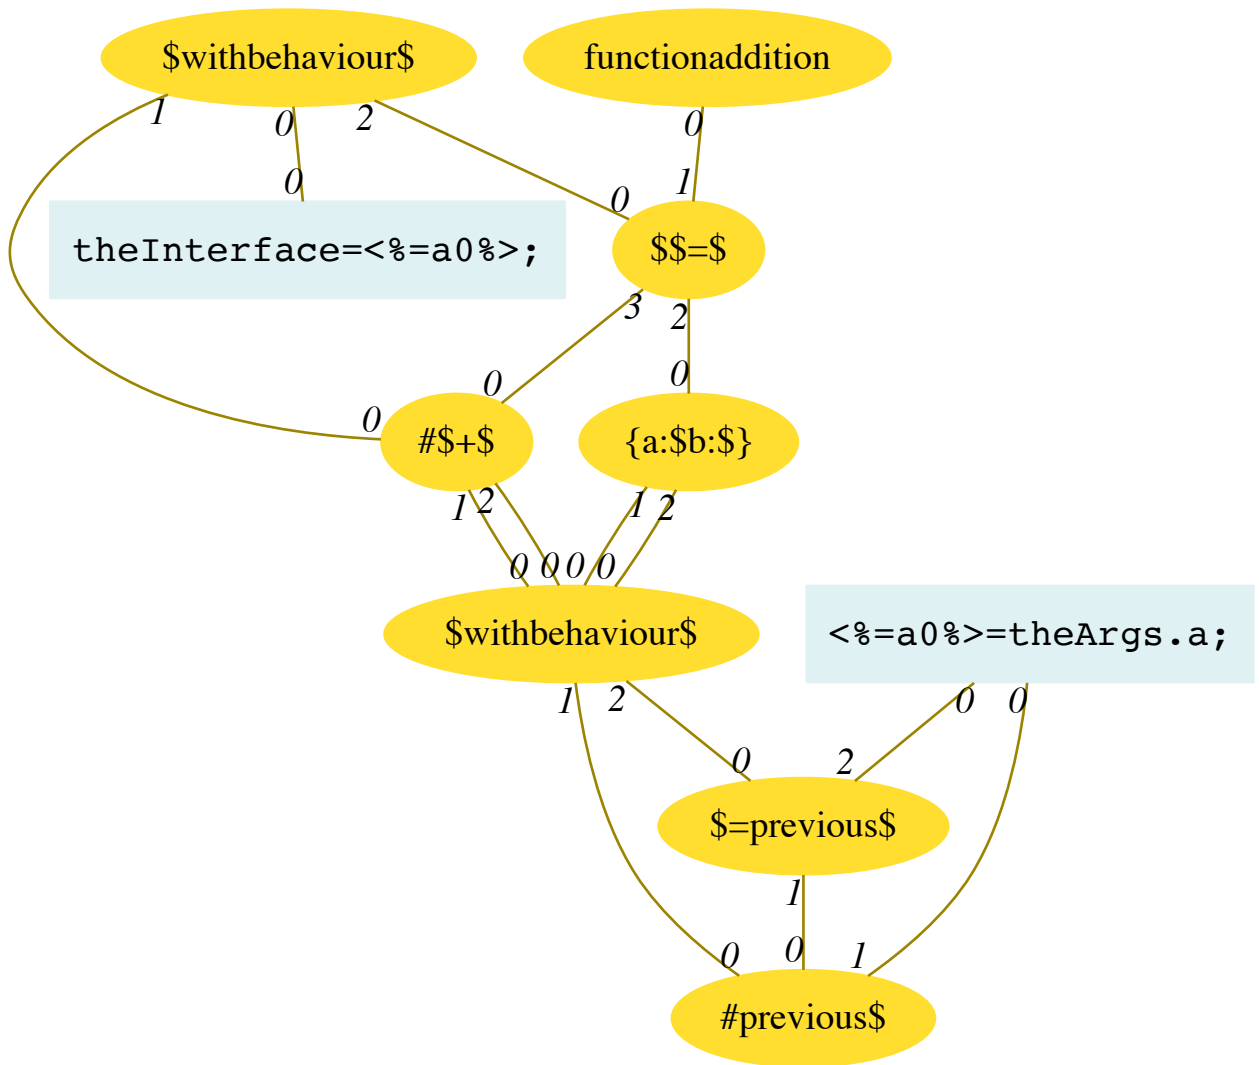 $withbehaviour$ functionaddition
1 0 2 0
0 1 0
theInterface=<%=a0%>; $$=$
3 2
0 0 0
#$+$ {a:$b:$}
1 2 1 2
0 0 0 0
$withbehaviour$ <%=a0%>=theArgs.a;
1 2 0 0
0 2
$=previous$
1
0 0 1
#previous$